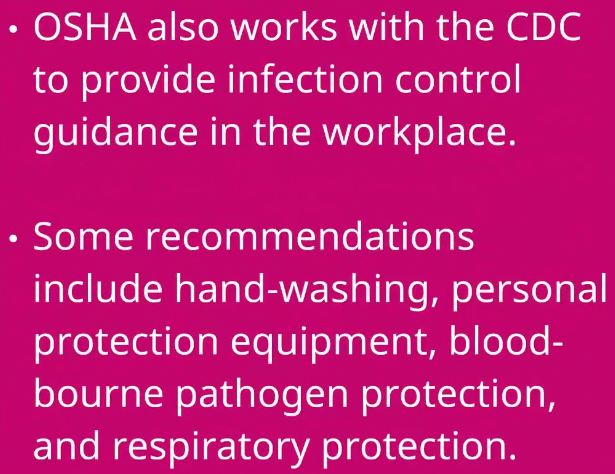 • OSHA also works with the CDC
to provide infection control
guidance in the workplace.
• Some recommendations
include hand-washing, personal
protection equipment, blood-
bourne pathogen protection,
and respiratory protection.